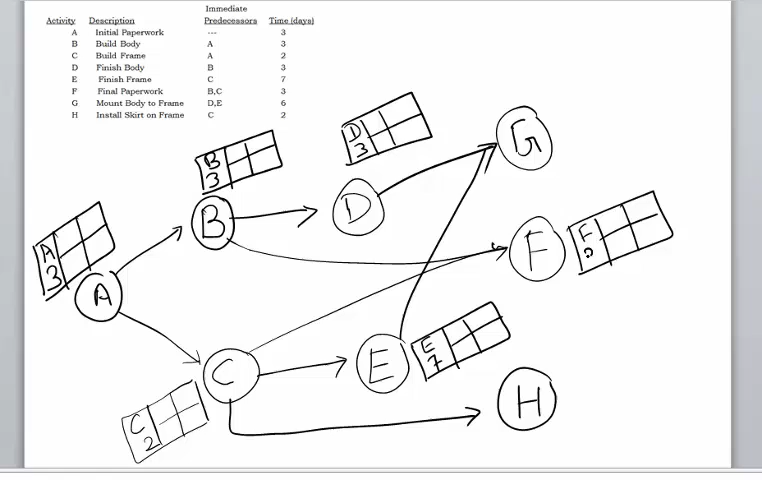 Immediate
Activity Description Predecessors Time (days)
A Initial Paperwork --- 3
B Build Body A 3
C Build Frame A 2
D Finish Body B 3
E Finish Frame C 7
F Final Paperwork B,C 3
G Mount Body to Frame D,E 6
H Install Skirt on Frame C 2
B
3
D
3
G
A
3
B
D
F
F
3
A
C
E
E
7
H
C
2